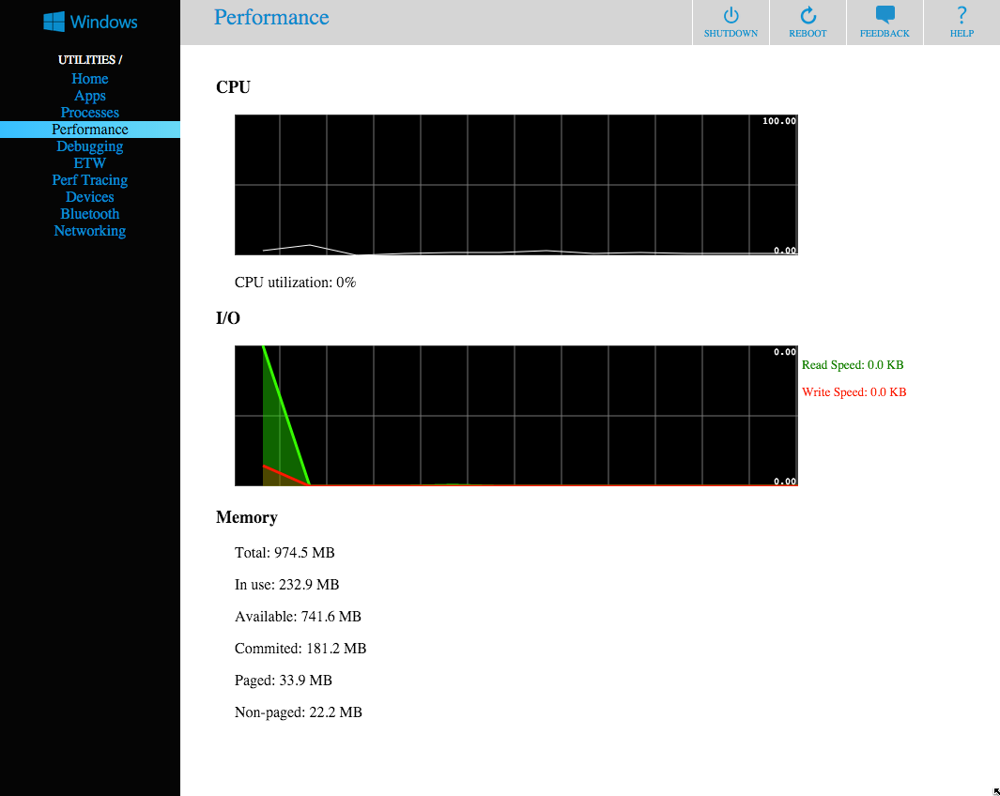 Windows
Performance
SHUTDOWN
REBOOT
FEEDBACK
?
HELP
UTILITIES /
Home
Apps
Processes
Performance
Debugging
ETW
Perf Tracing
Devices
Bluetooth
Networking
CPU
100.00
0.00
CPU utilization: 0%
I/O
0.00
0.00
Read Speed: 0.0 KB
Write Speed: 0.0 KB
Memory
Total: 974.5 MB
In use: 232.9 MB
Available: 741.6 MB
Commited: 181.2 MB
Paged: 33.9 MB
Non-paged: 22.2 MB